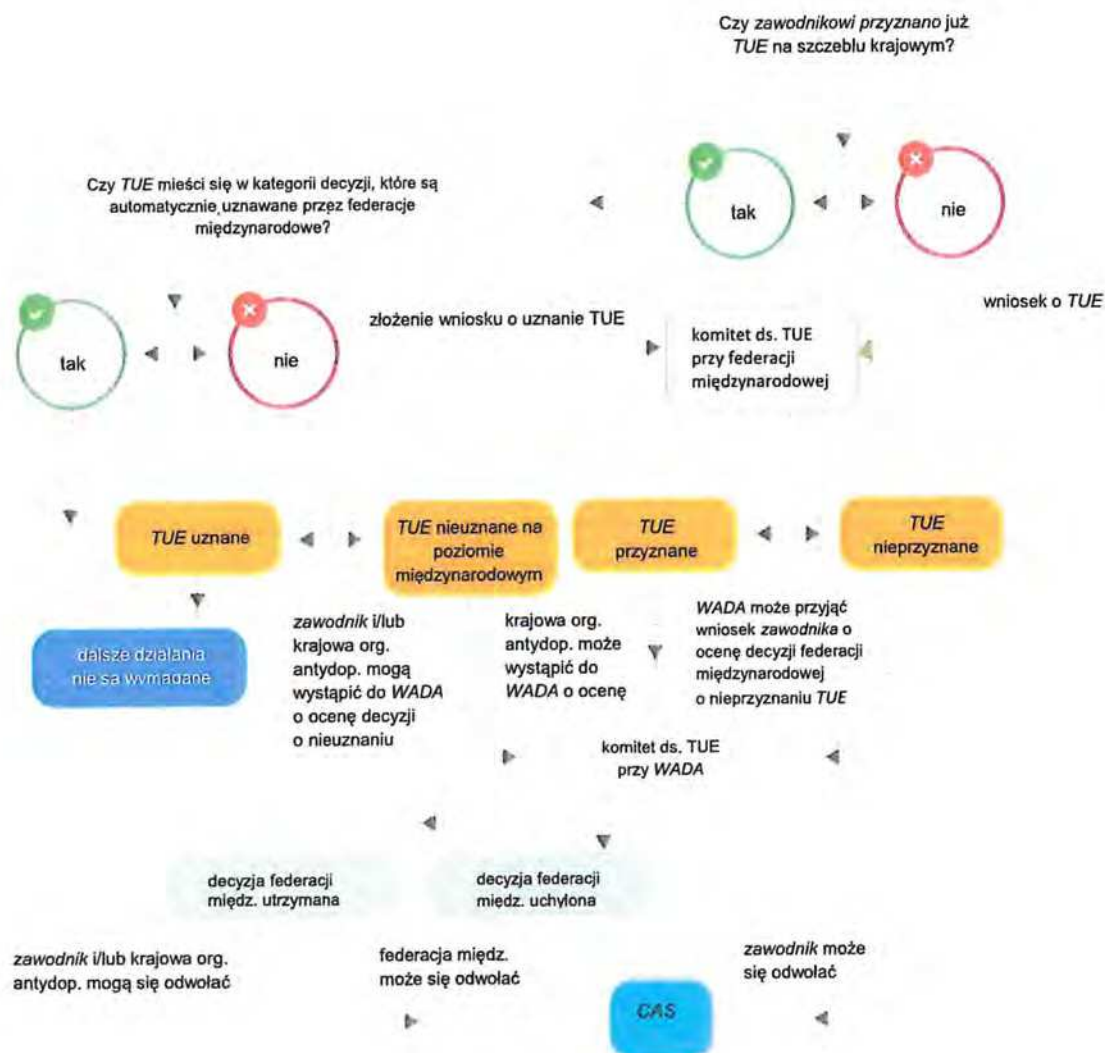 Czy zawodnikowi przyznano już
TUE na szczeblu krajowym?
tak
nie
Czy TUE mieści się w kategorii decyzji, które są
automatycznie uznawane przez federacje
międzynarodowe?
wniosek o TUE
tak
nie
złożenie wniosku o uznanie TUE
komitet ds. TUE
przy federacji
międzynarodowej
TUE uznane
TUE nieuznane na
poziomie
międzynarodowym
TUE
przyznane
TUE
nieprzyznane
dalsze działania
nie sa wymagane
zawodnik i/lub
krajowa org.
antydop. mogą
wystąpić do WADA
o ocenę decyzji
o nieuznaniu
krajowa org.
antydop. może
wystąpić do
WADA o ocenę
WADA może przyjąć
wniosek zawodnika o
ocenę decyzji federacji
międzynarodowej
o nieprzyznaniu TUE
komitet ds. TUE
przy WADA
decyzja federacji
międz. utrzymana
decyzja federacji
międz. uchylona
zawodnik i/lub krajowa org.
antydop. mogą się odwołać
federacja międz.
może się odwołać
zawodnik może
się odwołać
CAS